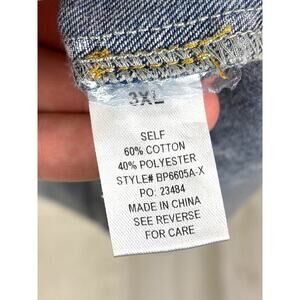 3XL
SELF
60% COTTON
40% POLYESTER
STYLE# BP6605A-X
PO: 23484
MADE IN CHINA
SEE REVERSE
FOR CARE